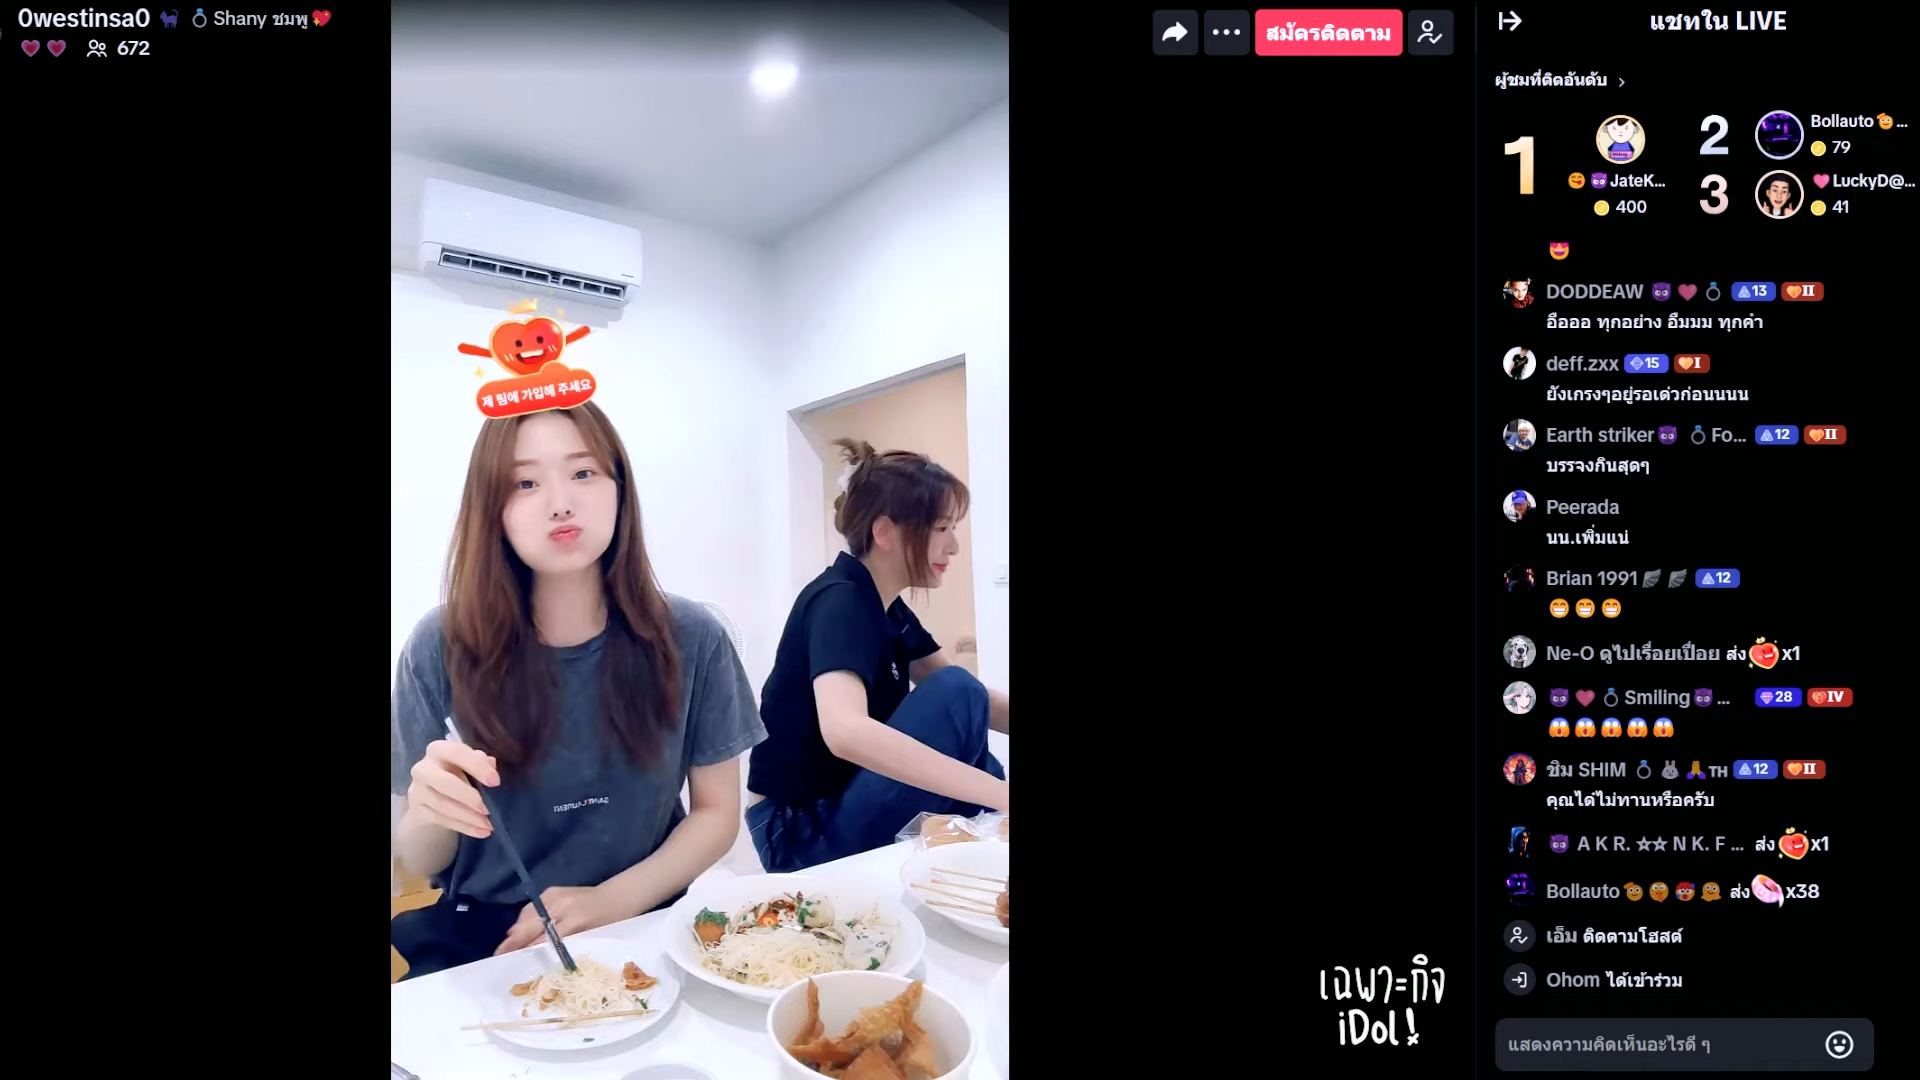 0westinsa0 🐈‍⬛ 💍 Shany ชมพู 💖
💗 💗 672
สมัครติดตาม
แชทใน LIVE
ผู้ชมที่ติดอันดับ >
1
😋 😈 JateK...
400
2
Bollauto 🫡 ...
79
3
💗 LuckyD@...
41
😍
DODDEAW 😈 💗 💍 13 II
อือออ ทุกอย่าง อืมมม ทุกคำ
deff.zxx 15 I
ยังเกรงๆอยู่รอเด่วก่อนนนน
Earth striker 😈 💍 Fo... 12 II
บรรจงกินสุดๆ
Peerada
นน.เพิ่มแน่
Brian 1991 🪽 🪽 12
😁 😁 😁
Ne-O ดูไปเรื่อยเปื่อย ส่ง x1
😈 💗 💍 Smiling 😈 ... 28 IV
😱 😱 😱 😱 😱
ชิม SHIM 💍 🐰 🙏 TH 12 II
คุณได้ไม่ทานหรือครับ
😈 A K R. ☆☆ N K. F ... ส่ง x1
Bollauto ส่ง x38
เอ็ม ติดตามโฮสต์
Ohom ได้เข้าร่วม
แสดงความคิดเห็นอะไรดี ๆ
제 팀에 가입해 주세요
SAINT LAURENT
เฉพาะกิจ
iDol!